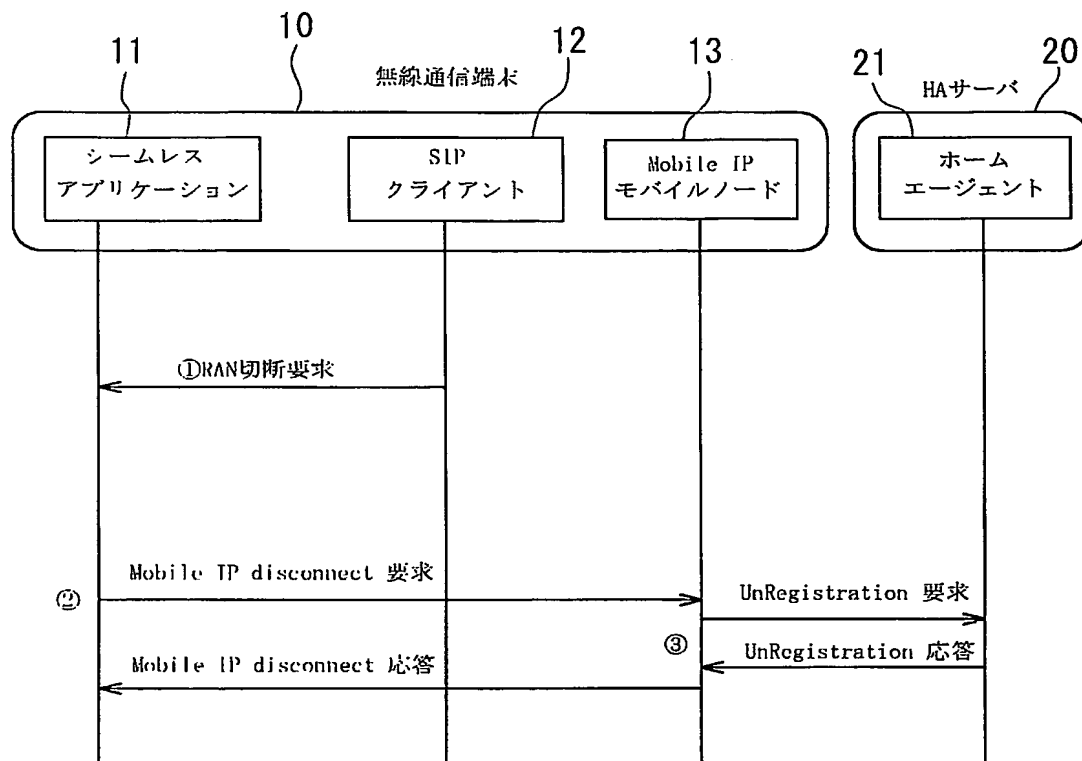 10
11
12
13
20
21
無線通信端末
HAサーバ
シームレス
アプリケーション
SIP
クライアント
Mobile IP
モバイルノード
ホーム
エージェント
①RAN切断要求
Mobile IP disconnect 要求
②
UnRegistration 要求
③
UnRegistration 応答
Mobile IP disconnect 応答